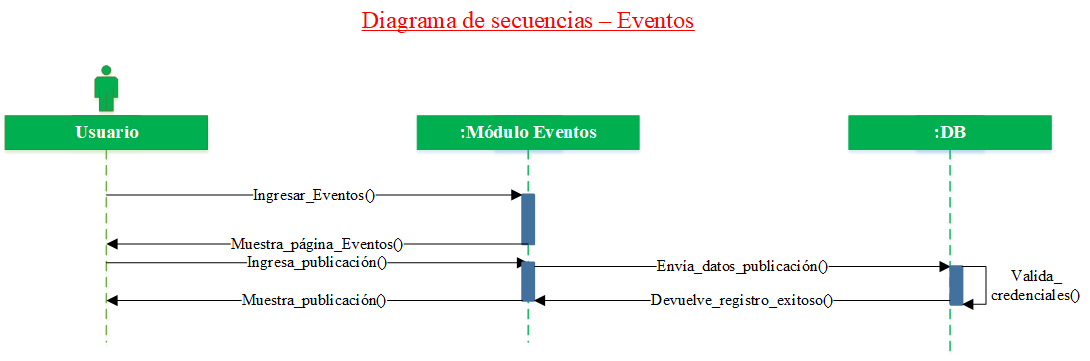 Diagrama de secuencias – Eventos
Usuario
:Módulo Eventos
:DB
Ingresar_Eventos()
Muestra_página_Eventos()
Ingresa_publicación()
Envia_datos_publicación()
Valida_
credenciales()
Muestra_publicación()
Devuelve_registro_exitoso()